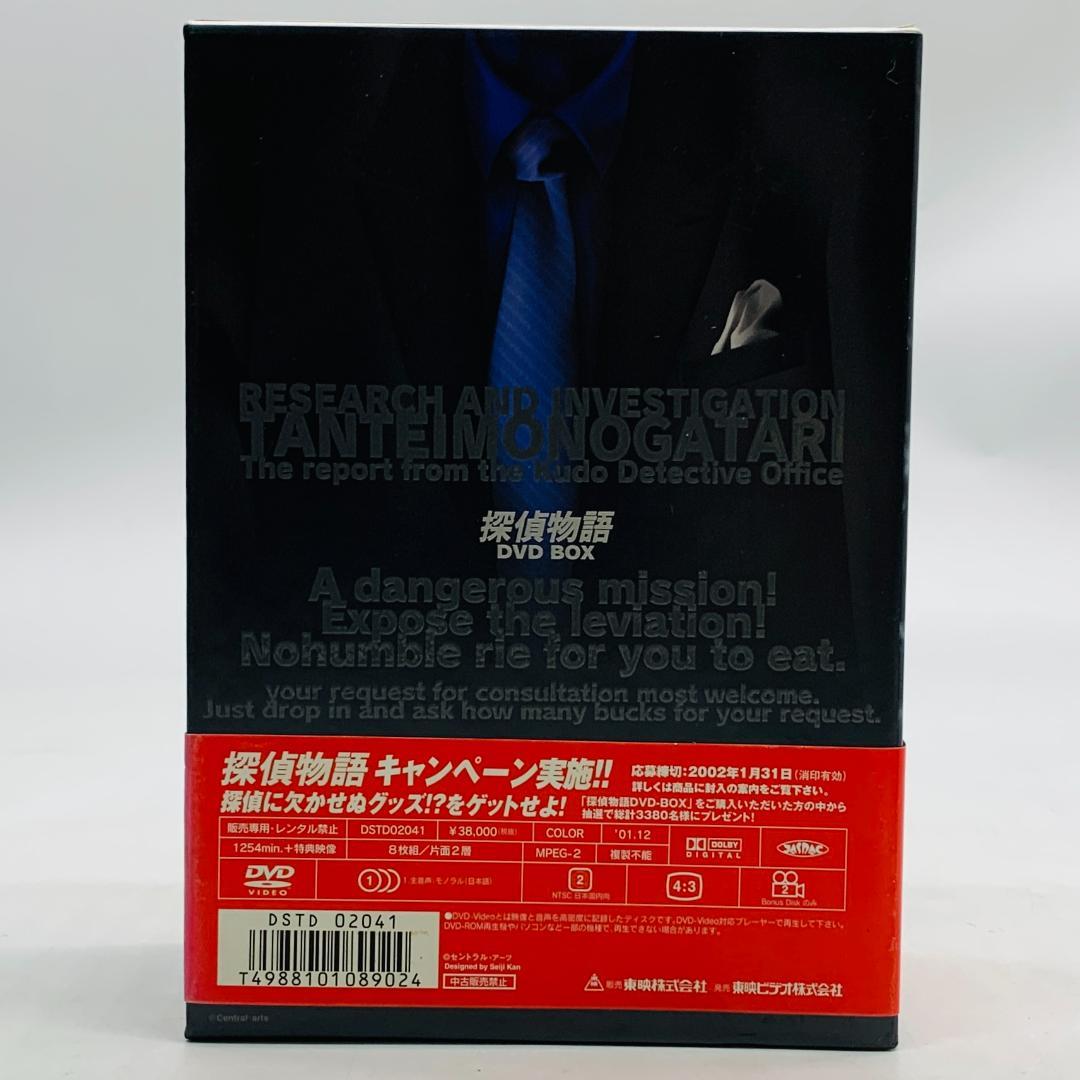 RESEARCH AND INVESTIGATION
TANTEIMONOGATARI
The report from the Kudo Detective Office
探偵物語
DVD BOX
A dangerous mission!
Expose the leviation!
Nohumble rie for you to eat.
your request for consultation most welcome.
Just drop in and ask how many bucks for your request.
探偵物語 キャンペーン実施!!
探偵に欠かせぬグッズ!?をゲットせよ!
応募締切:2002年1月31日(消印有効)
詳しくは商品に封入の案内をご覧下さい。
「探偵物語DVD-BOX」をご購入いただいた方の中から
抽選で総計3380名様にプレゼント!
販売専用・レンタル禁止 DSTD02041 ¥38,000(税抜) COLOR '01.12
1254min.+特典映像 8枚組/片面2層 MPEG-2 複製不能
DOLBY
DIGITAL
JASRAC
DVD
VIDEO
1 1.主音声:モノラル(日本語)
2
NTSC 日本国内向
4:3
2
Bonus Disk のみ
DSTD 02041
T4988101089024
●DVD-Videoとは映像と音声を高密度に記録したディスクです。DVD-Video対応プレーヤーで再生して下さい。
DVD-ROM再生機やパソコンなど一部の機種で、再生できない場合があります。
©セントラル・アーツ
Designed by Seiji Kan
中古販売禁止
販売 東映株式会社 発売 東映ビデオ株式会社
©Central-arts